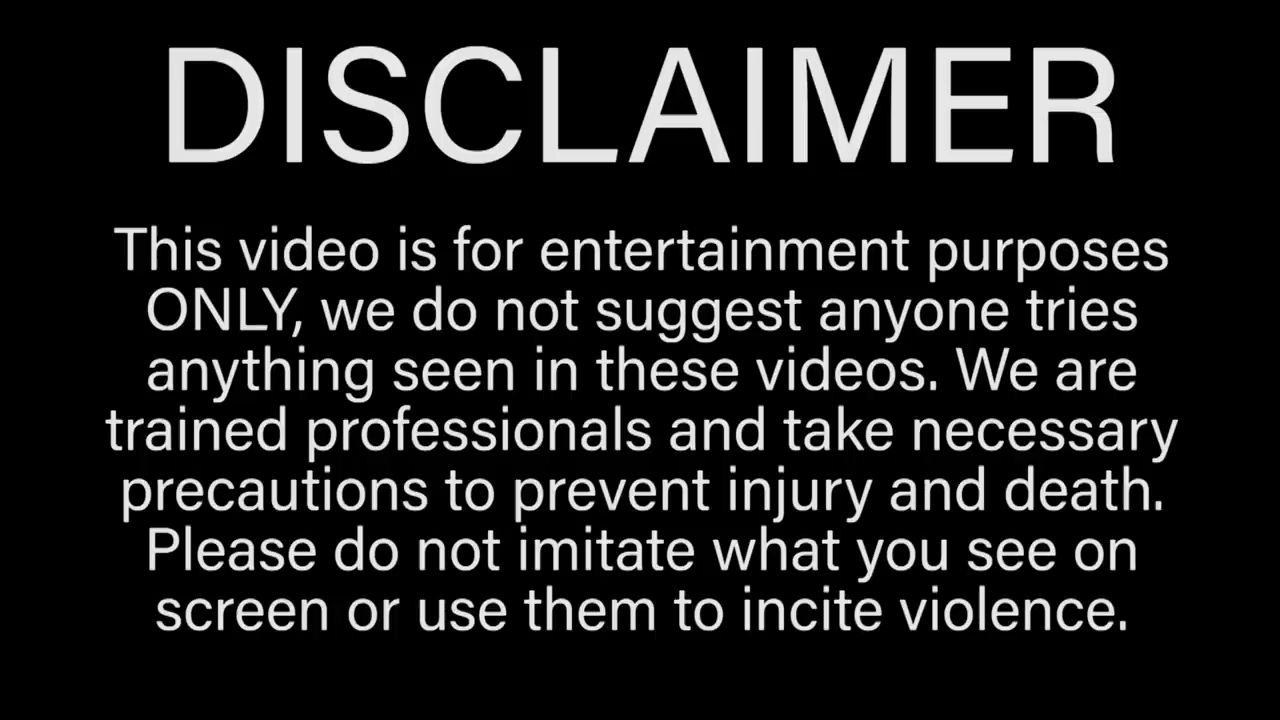 DISCLAIMER
This video is for entertainment purposes
ONLY, we do not suggest anyone tries
anything seen in these videos. We are
trained professionals and take necessary
precautions to prevent injury and death.
Please do not imitate what you see on
screen or use them to incite violence.